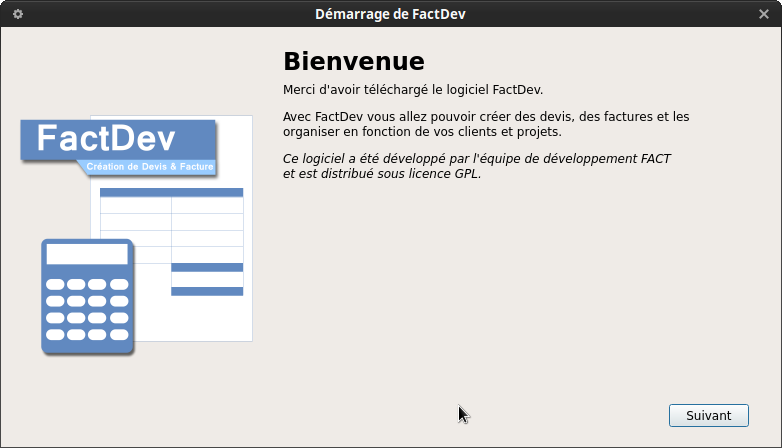 Démarrage de FactDev
Bienvenue
Merci d'avoir téléchargé le logiciel FactDev.
Avec FactDev vous allez pouvoir créer des devis, des factures et les
organiser en fonction de vos clients et projets.
Ce logiciel a été développé par l'équipe de développement FACT
et est distribué sous licence GPL.
FactDev
Création de Devis & Facture
Suivant